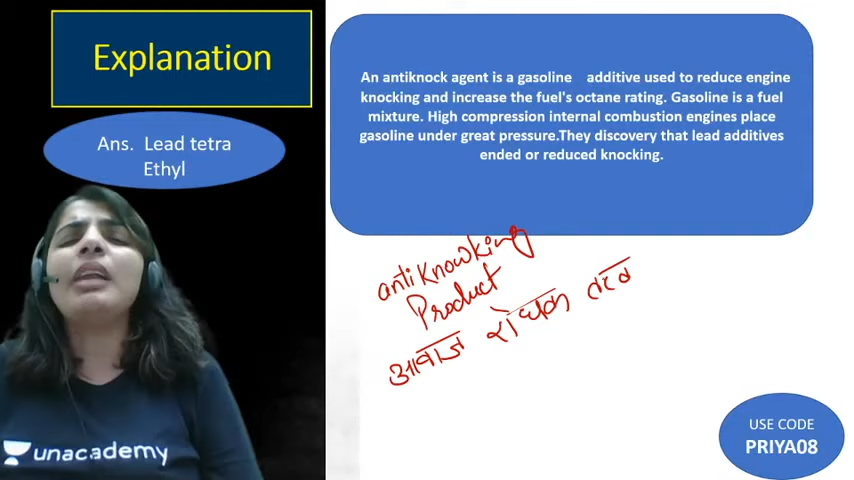 Explanation
Ans. Lead tetra
Ethyl
An antiknock agent is a gasoline additive used to reduce engine
knocking and increase the fuel's octane rating. Gasoline is a fuel
mixture. High compression internal combustion engines place
gasoline under great pressure.They discovery that lead additives
ended or reduced knocking.
antiknowking
Product
आवाज रोधक तत्व
unacademy
USE CODE
PRIYA08